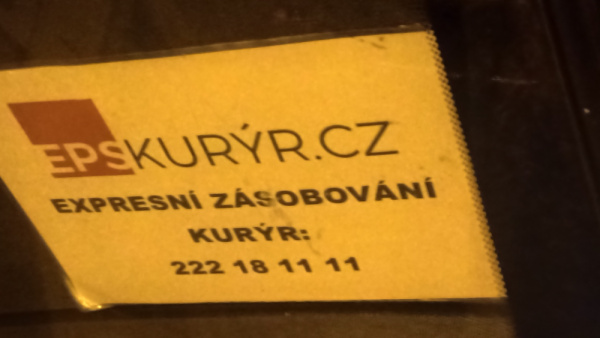 EPSKURÝR.CZ
EXPRESNÍ ZÁSOBOVÁNÍ
KURÝR:
222 18 11 11